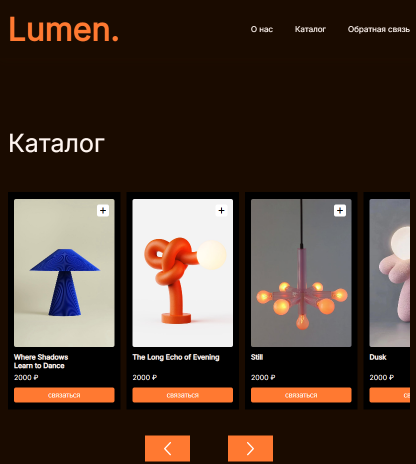 Lumen.
О нас Каталог Обратная связь
Каталог
Where Shadows
Learn to Dance
2000 ₽
связаться
The Long Echo of Evening
2000 ₽
связаться
Still
2000 ₽
связаться
Dusk
2000 ₽